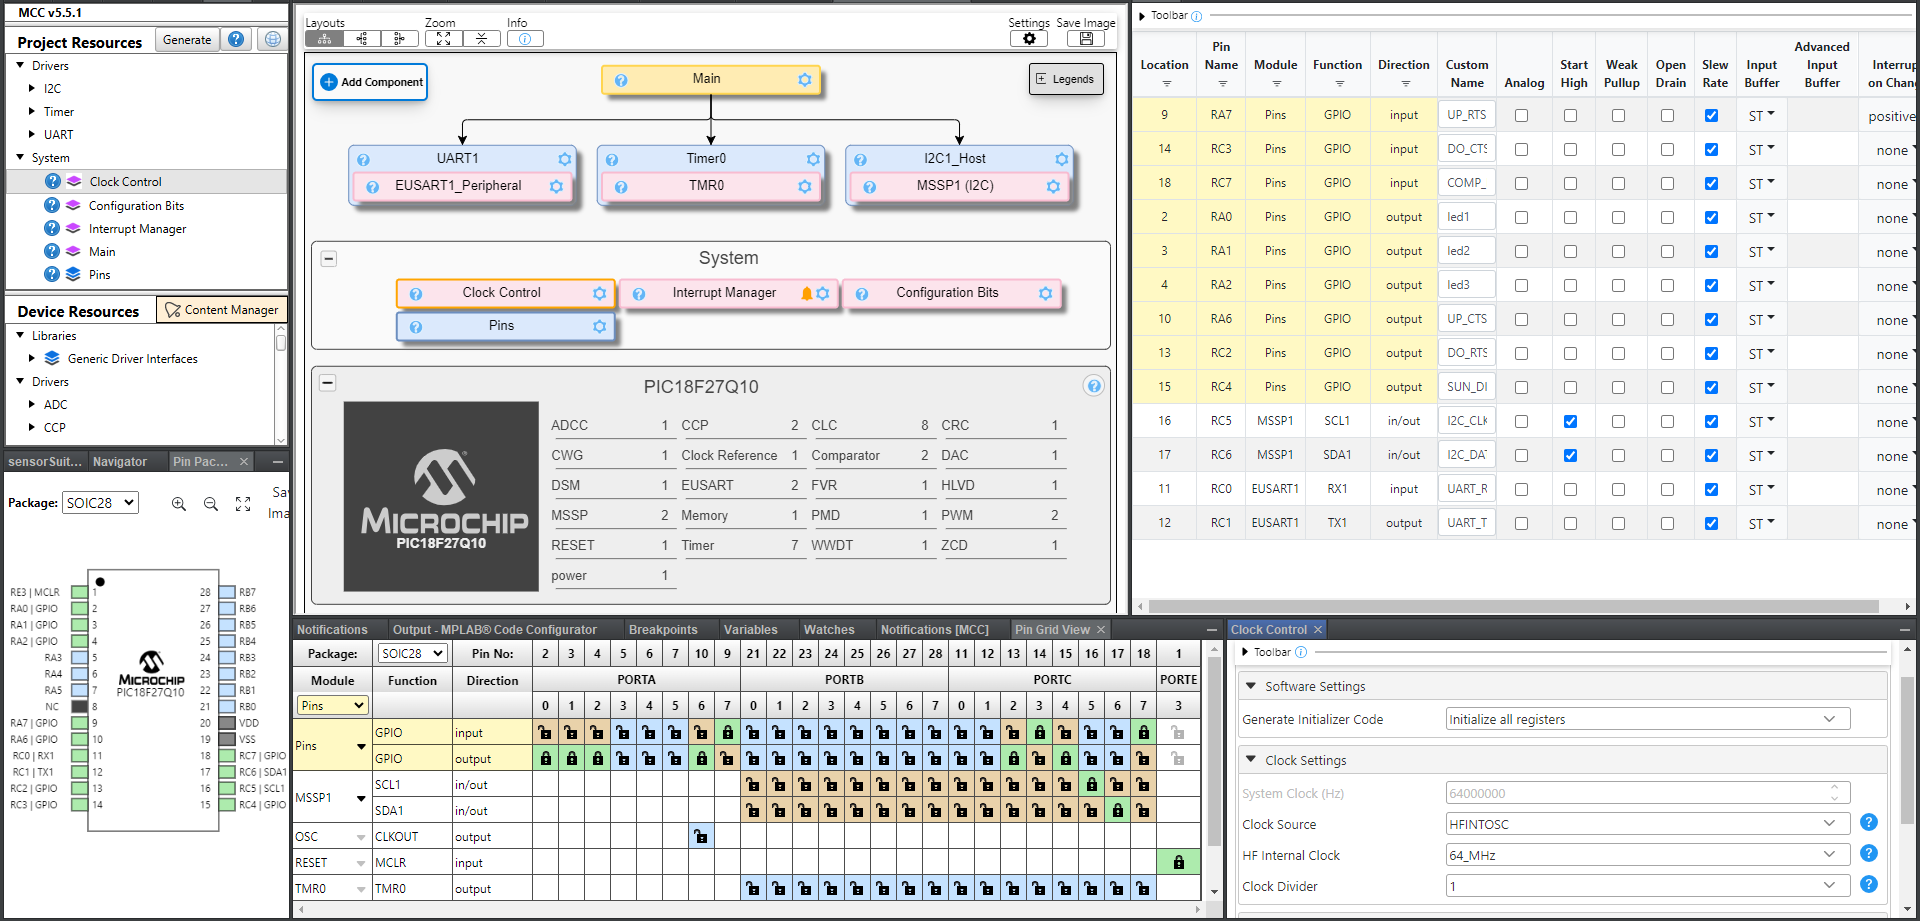 MCC v5.5.1
Project Resources Generate
Drivers
I2C
Timer
UART
System
Clock Control
Configuration Bits
Interrupt Manager
Main
Pins
Device Resources Content Manager
Libraries
Generic Driver Interfaces
Drivers
ADC
CCP
sensorSuit... Navigator Pin Pac...
Package: SOIC28
RE3 | MCLR 1 28 RB7
RA0 | GPIO 2 27 RB6
RA1 | GPIO 3 26 RB5
RA2 | GPIO 4 25 RB4
RA3 5 24 RB3
RA4 6 23 RB2
RA5 7 22 RB1
NC 8 21 RB0
RA7 | GPIO 9 20 VDD
RA6 | GPIO 10 19 VSS
RC0 | RX1 11 18 RC7 | GPIO
RC1 | TX1 12 17 RC6 | SDA1
RC2 | GPIO 13 16 RC5 | SCL1
RC3 | GPIO 14 15 RC4 | GPIO
MICROCHIP
PIC18F27Q10
Layouts Zoom Info Settings Save Image
Add Component Main Legends
UART1 Timer0 I2C1_Host
EUSART1_Peripheral TMR0 MSSP1 (I2C)
System
Clock Control Interrupt Manager Configuration Bits
Pins
PIC18F27Q10
MICROCHIP
PIC18F27Q10
ADCC 1 CCP 2 CLC 8 CRC 1
CWG 1 Clock Reference 1 Comparator 2 DAC 1
DSM 1 EUSART 2 FVR 1 HLVD 1
MSSP 2 Memory 1 PMD 1 PWM 2
RESET 1 Timer 7 WWDT 1 ZCD 1
power 1
Toolbar
Location Pin Name Module Function Direction Custom Name Analog Start High Weak Pullup Open Drain Slew Rate Input Buffer Advanced Input Buffer
9 RA7 Pins GPIO input UP_RTS ST positive
14 RC3 Pins GPIO input DO_CTS ST none
18 RC7 Pins GPIO input COMP_ ST none
2 RA0 Pins GPIO output led1 ST none
3 RA1 Pins GPIO output led2 ST none
4 RA2 Pins GPIO output led3 ST none
10 RA6 Pins GPIO output UP_CTS ST none
13 RC2 Pins GPIO output DO_RTS ST none
15 RC4 Pins GPIO output SUN_DI ST none
16 RC5 MSSP1 SCL1 in/out I2C_CLK ST none
17 RC6 MSSP1 SDA1 in/out I2C_DAT ST none
11 RC0 EUSART1 RX1 input UART_R ST none
12 RC1 EUSART1 TX1 output UART_T ST none
Notifications Output - MPLAB® Code Configurator Breakpoints Variables Watches Notifications [MCC] Pin Grid View
Package: SOIC28 Pin No: 2 3 4 5 6 7 10 9 21 22 23 24 25 26 27 28 11 12 13 14 15 16 17 18 1
Module Function Direction PORTA PORTB PORTC PORTE
Pins 0 1 2 3 4 5 6 7 0 1 2 3 4 5 6 7 0 1 2 3 4 5 6 7 3
Pins GPIO input
GPIO output
MSSP1 SCL1 in/out
SDA1 in/out
OSC CLKOUT output
RESET MCLR input
TMR0 TMR0 output
Clock Control
Toolbar
Software Settings
Generate Initializer Code Initialize all registers
Clock Settings
System Clock (Hz) 64000000
Clock Source HFINTOSC
HF Internal Clock 64_MHz
Clock Divider 1